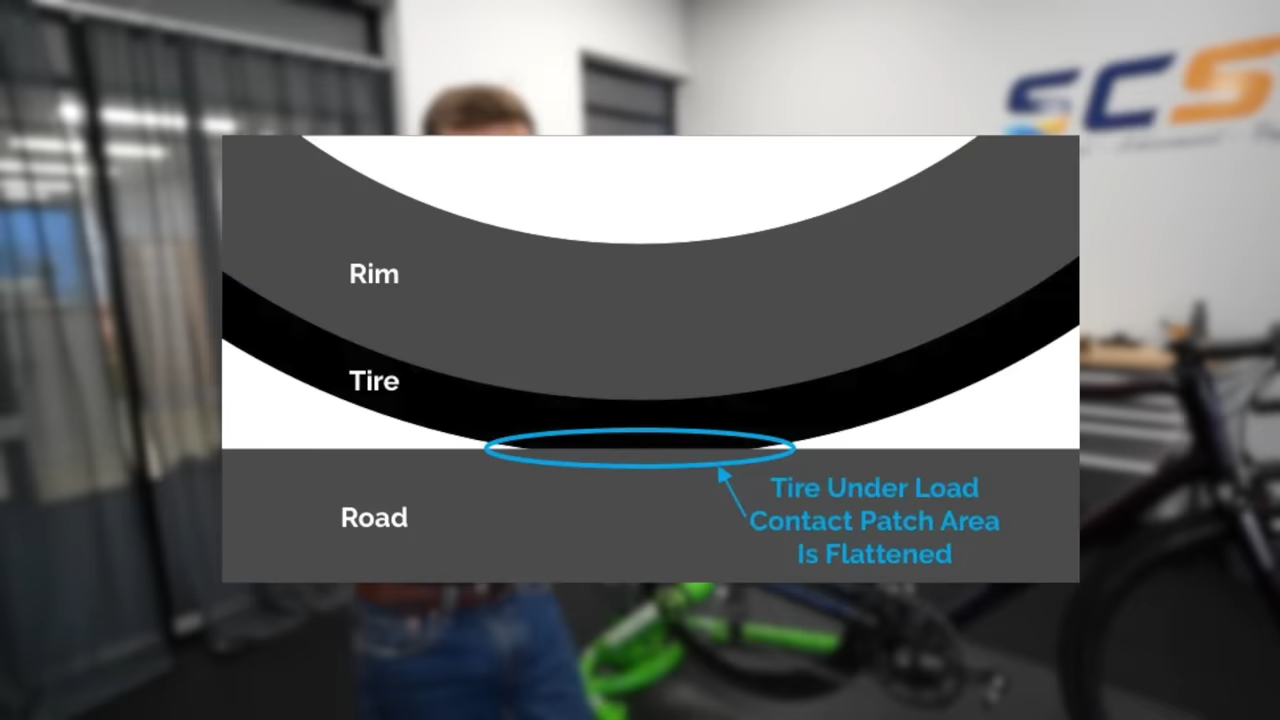 SCS
Rim
Tire
Road
Tire Under Load
Contact Patch Area
Is Flattened